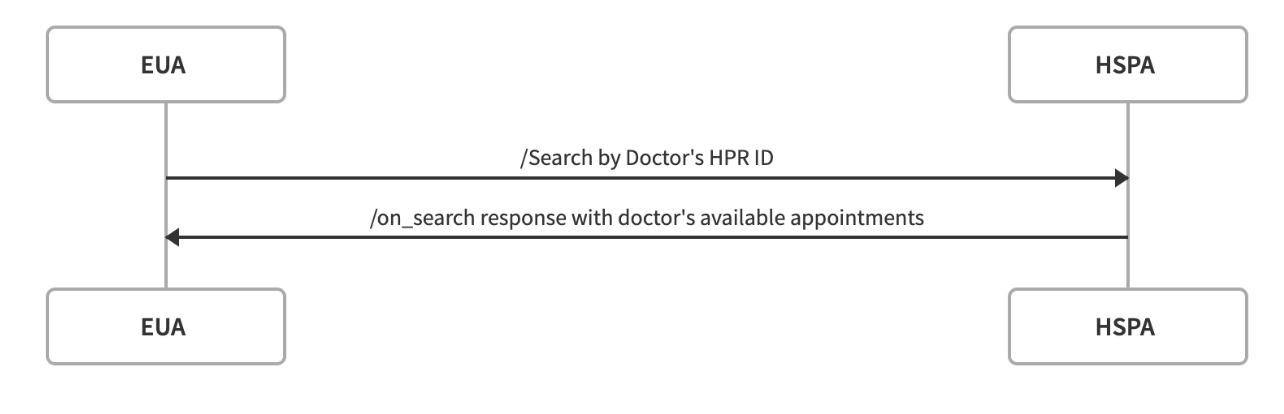 EUA
HSPA
/Search by Doctor's HPR ID
/on_search response with doctor's available appointments
EUA
HSPA